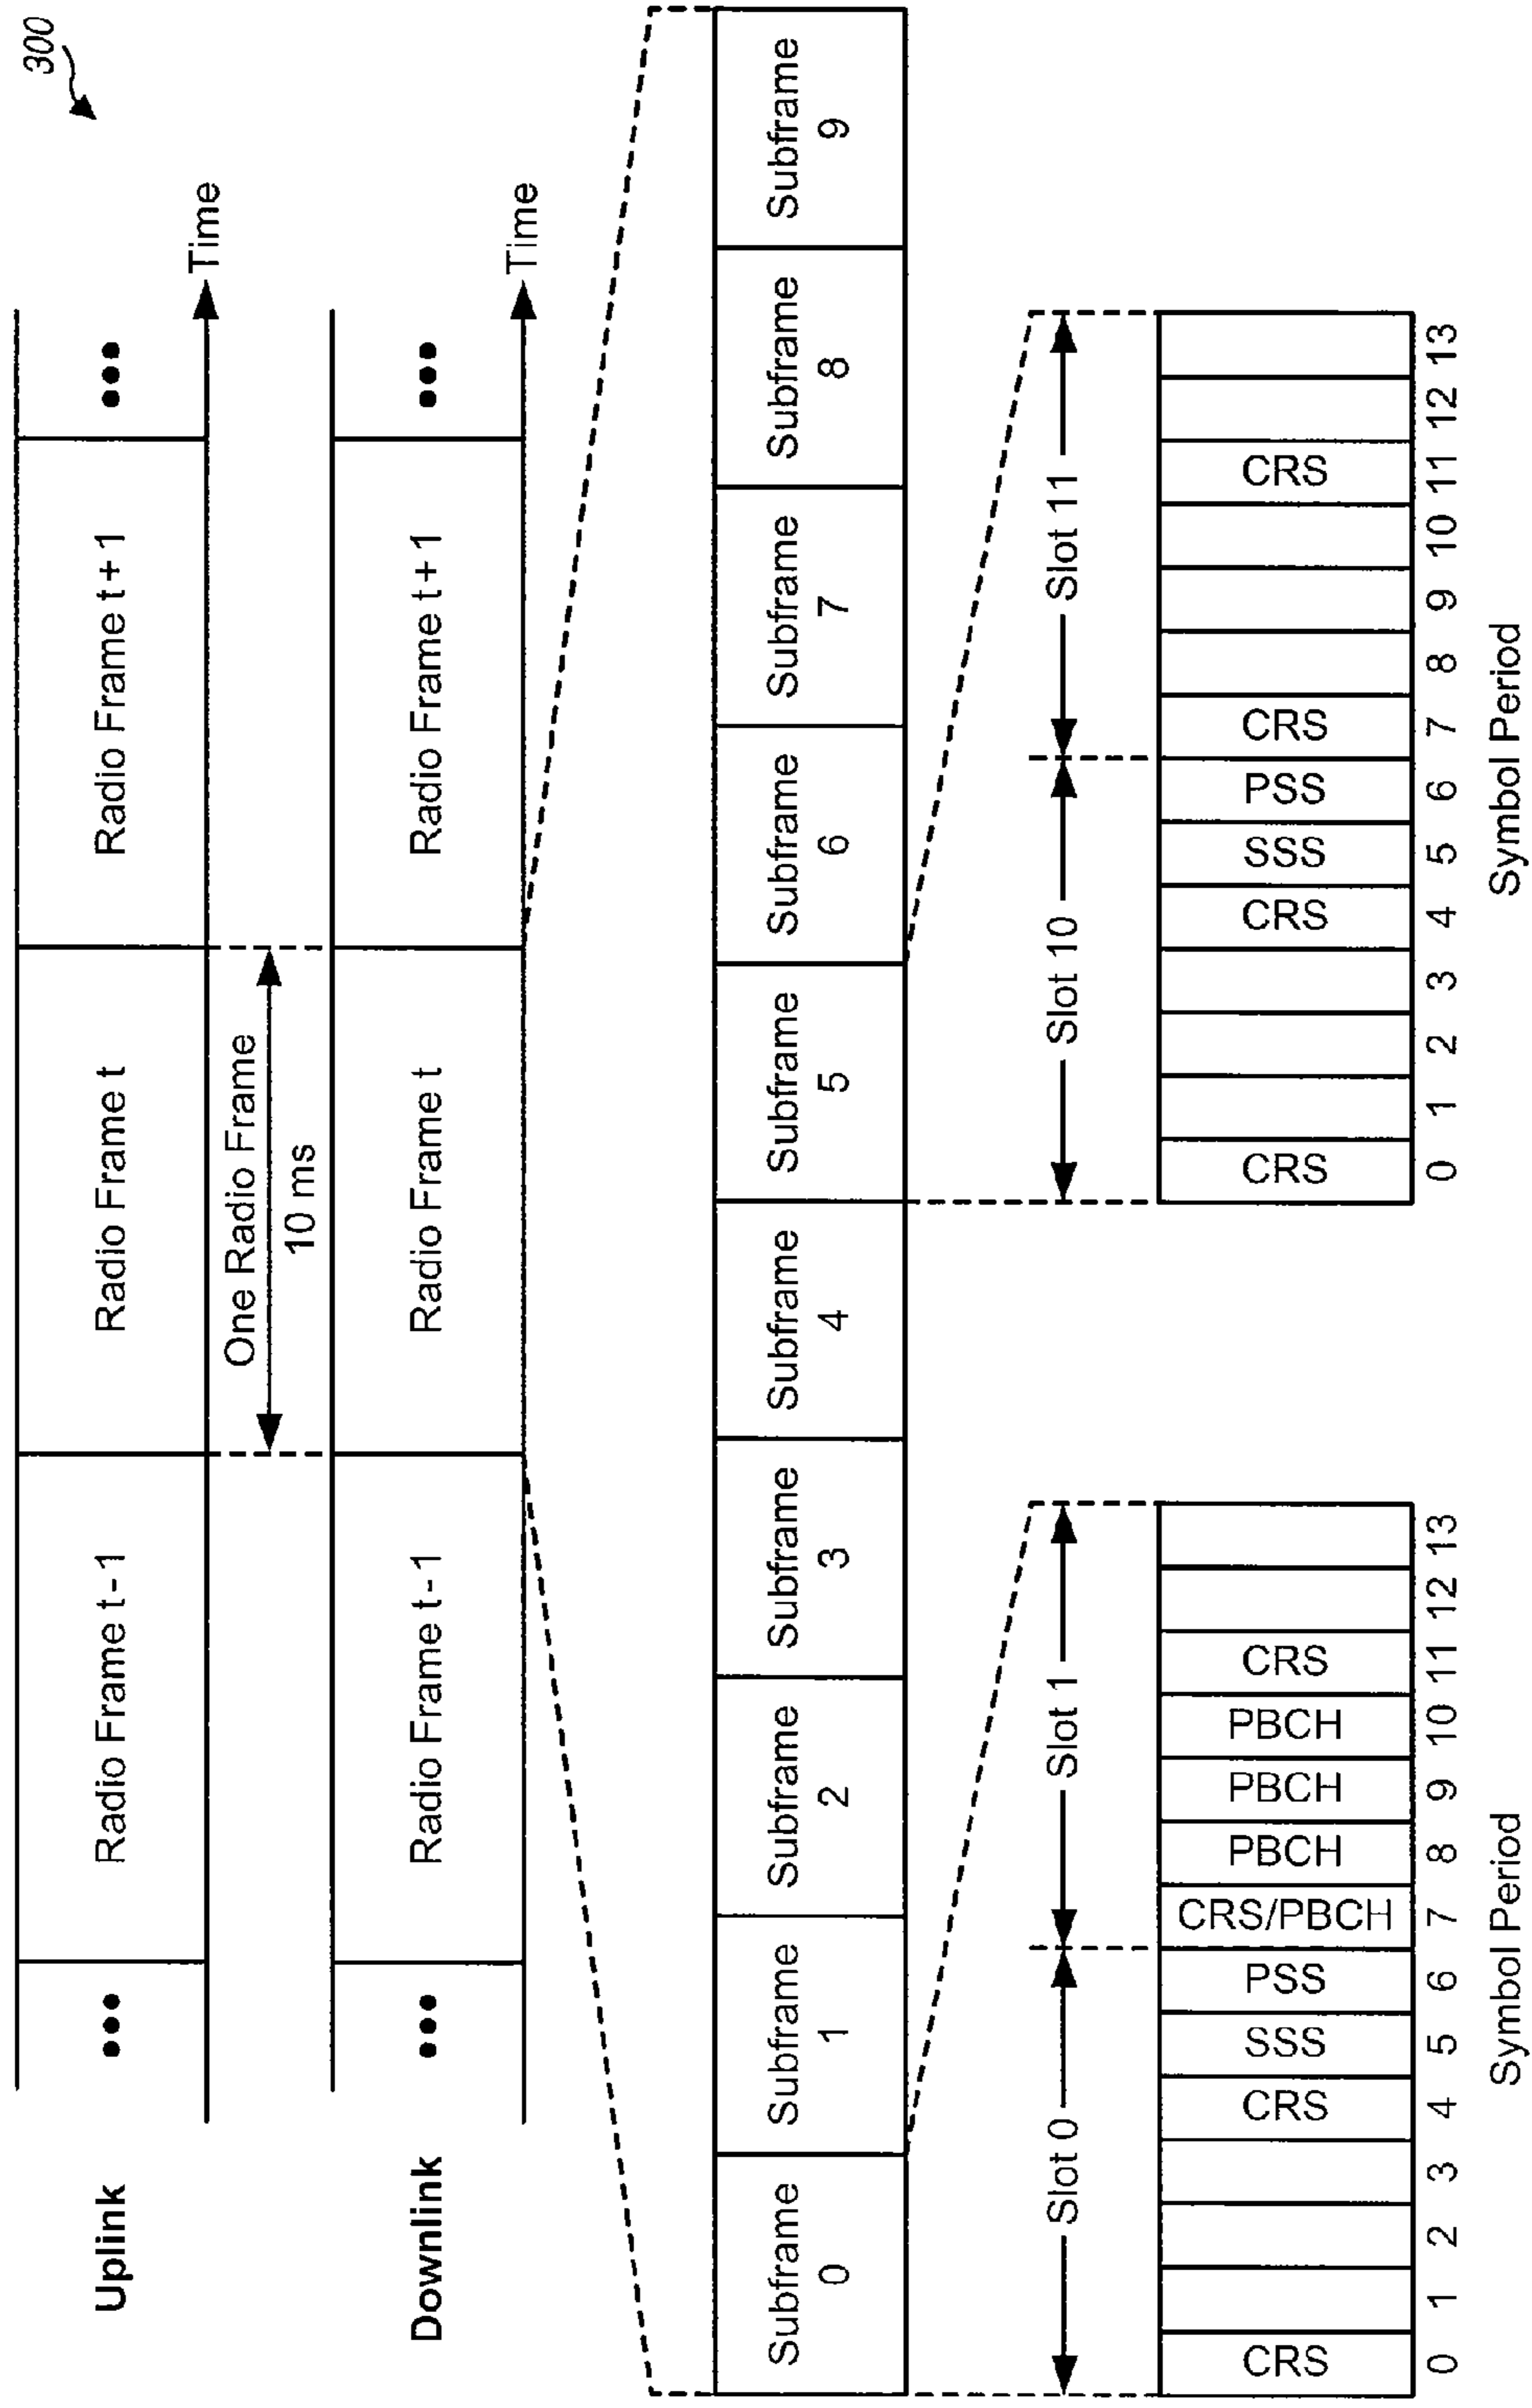 300
Uplink
•••
Radio Frame t-1
Radio Frame t
Radio Frame t+1
•••
Time
One Radio Frame
10 ms
Downlink
•••
Radio Frame t-1
Radio Frame t
Radio Frame t+1
•••
Time
Subframe
0
Subframe
1
Subframe
2
Subframe
3
Subframe
4
Subframe
5
Subframe
6
Subframe
7
Subframe
8
Subframe
9
Slot 0
Slot 1
CRS
CRS
SSS
PSS
CRS/PBCH
PBCH
PBCH
PBCH
CRS
0 1 2 3 4 5 6 7 8 9 10 11 12 13
Symbol Period
Slot 10
Slot 11
CRS
CRS
SSS
PSS
CRS
CRS
0 1 2 3 4 5 6 7 8 9 10 11 12 13
Symbol Period